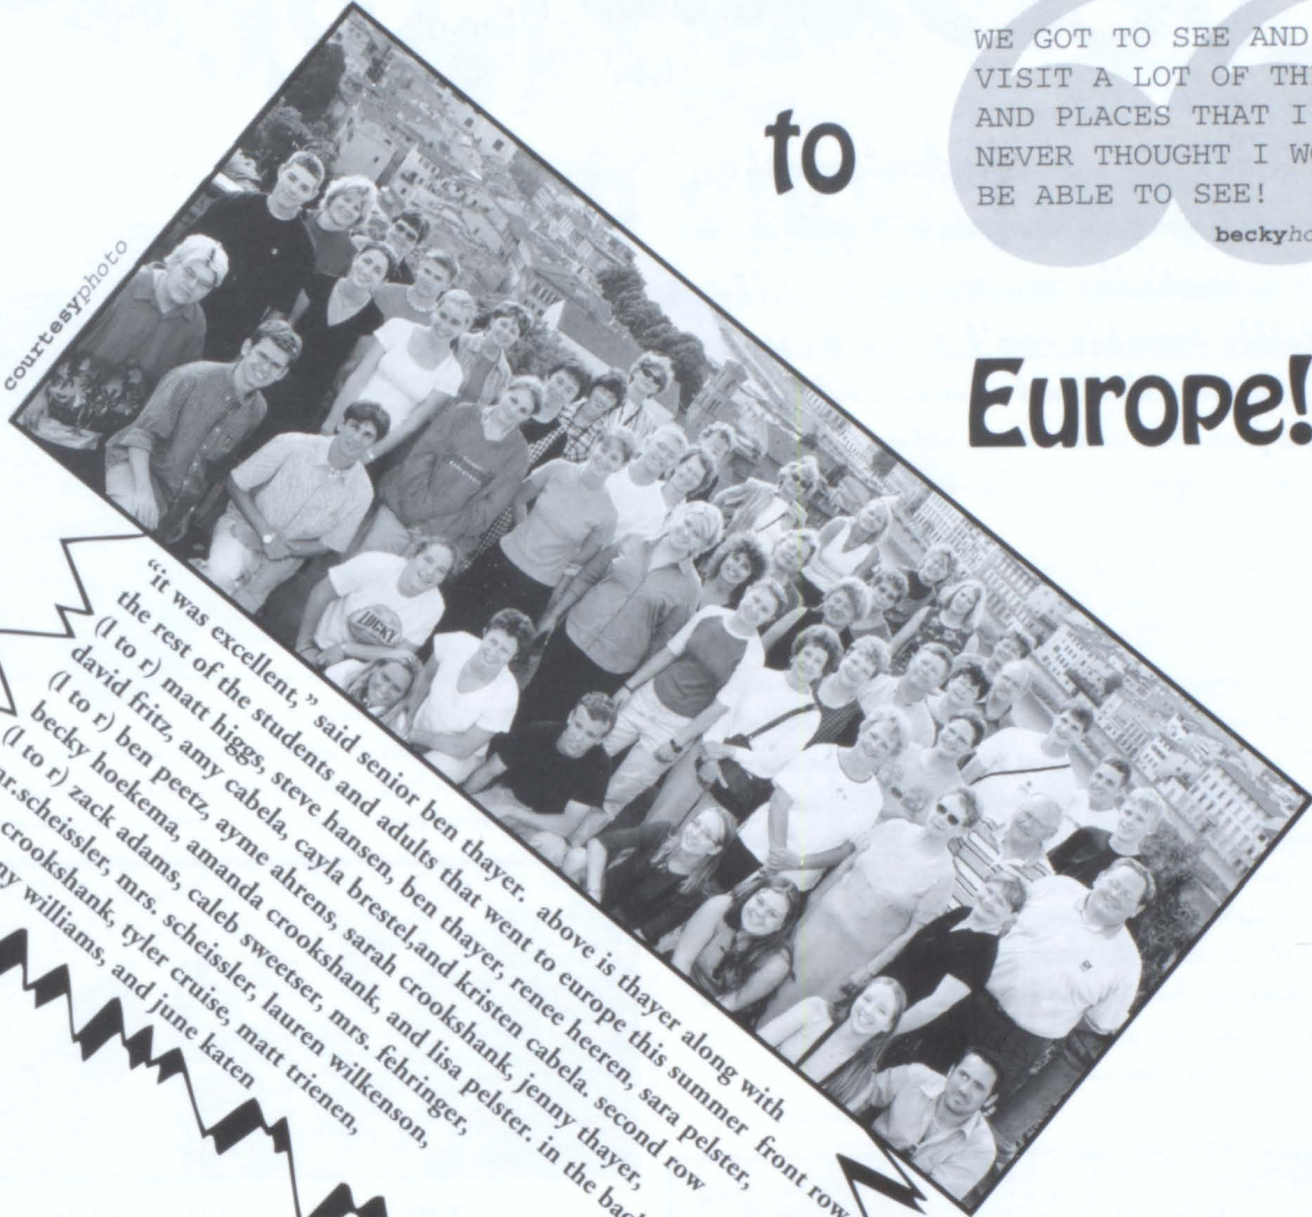 to
WE GOT TO SEE AND
VISIT A LOT OF
AND PLACES THAT I
NEVER THOUGHT I
BE ABLE TO SEE!
becky
Europe!
courtesyphoto
LUCKY
“it was excellent,” said senior ben thayer. above is thayer along with
the rest of the students and adults that went to europe this summer front row
(l to r) matt higgs, steve hansen, ben thayer, renee heeren, sara pelster,
david fritz, amy cabela, cayla brestel,and kristen cabela. second row
(l to r) ben peetz, ayme ahrens, sarah crookshank, jenny thayer,
becky hoekema, amanda crookshank, and lisa pelster. in the
(l to r) zack adams, caleb sweetser, mrs. fehringer,
scheissler, mrs. scheissler, lauren wilkenson,
crookshank, tyler cruise, matt trienen,
williams, and june katen